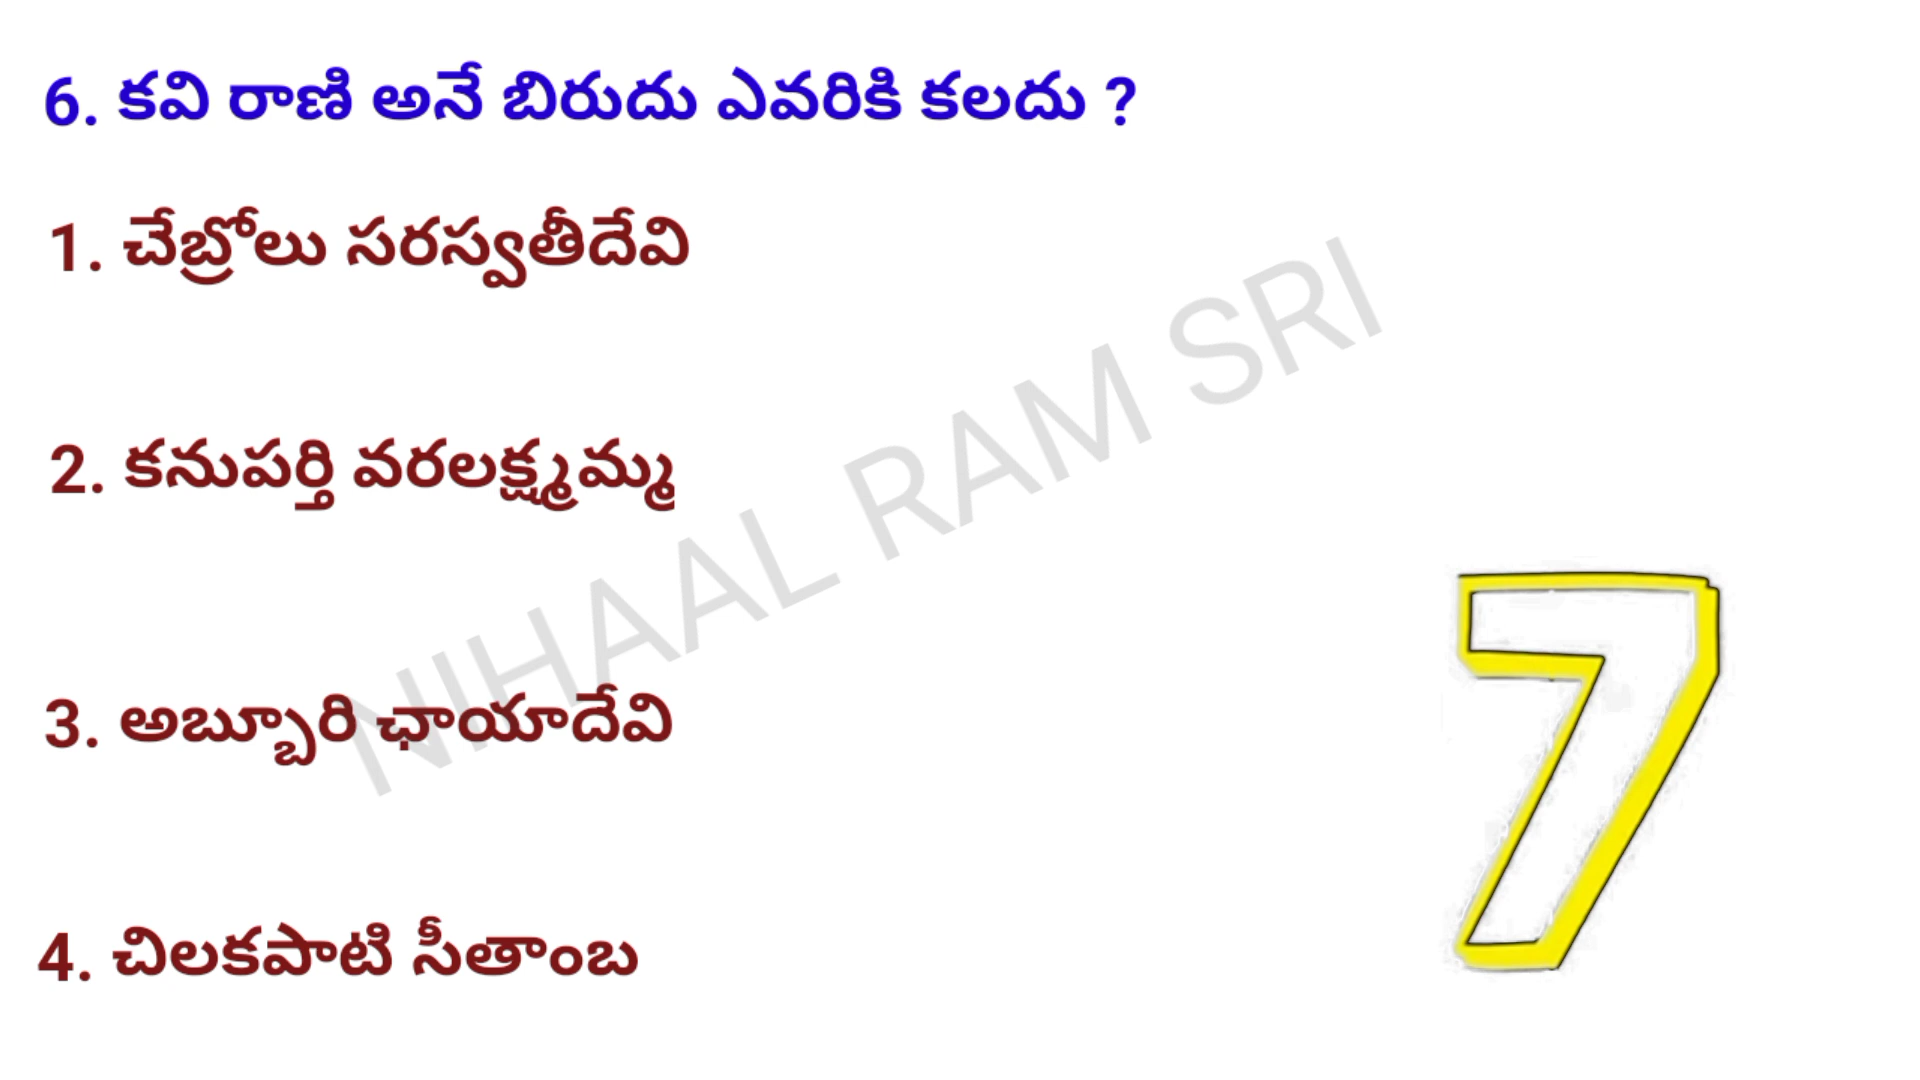 6. కవి రాణి అనే బిరుదు ఎవరికి కలదు ?
1. చేబ్రోలు సరస్వతీదేవి
2. కనుపర్తి వరలక్ష్మమ్మ
3. అబ్బూరి ఛాయాదేవి
4. చిలకపాటి సీతాంబ
NIHAAL RAM SRI
7